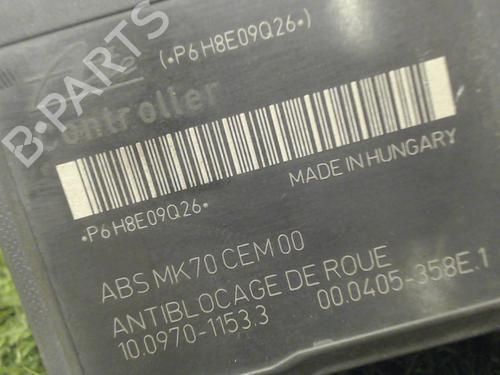 (•P6H8E09Q26•)
B-PARTS
Controller
•P6H8E09Q26•
MADE IN HUNGARY
ABS MK70 CEM 00
ANTIBLOCAGE DE ROUE
10.0970-1153.3 00.0405-358E.1